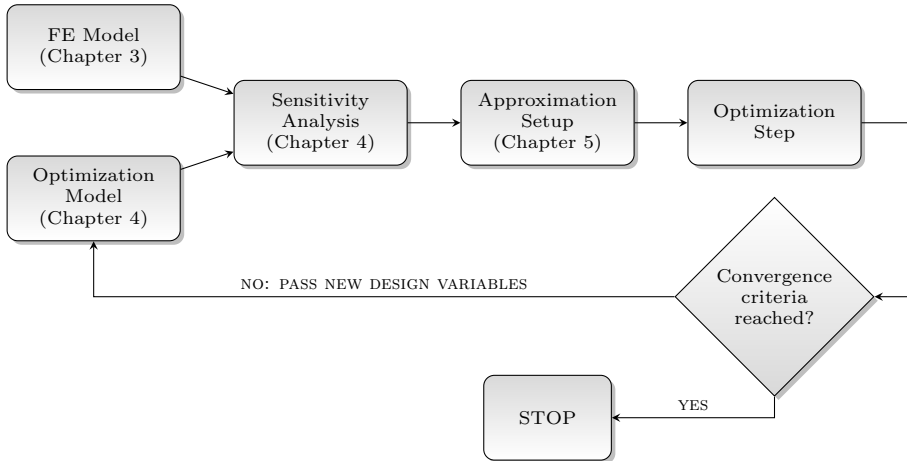 FE Model
(Chapter 3)
Sensitivity
Analysis
(Chapter 4)
Approximation
Setup
(Chapter 5)
Optimization
Step
Optimization
Model
(Chapter 4)
Convergence
criteria
reached?
NO: PASS NEW DESIGN VARIABLES
YES
STOP